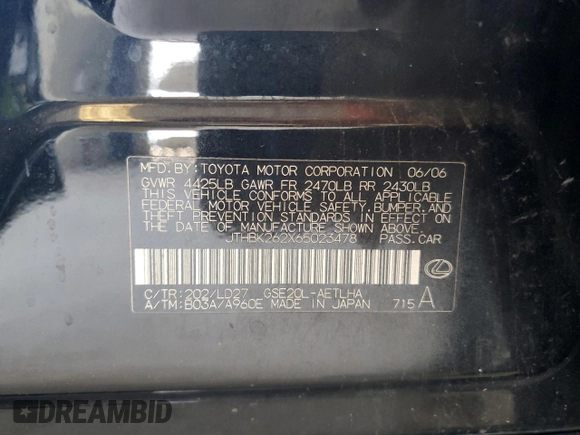 MFD.BY:TOYOTA MOTOR CORPORATION 06/06
GVWR 4425LB GAWR FR 2470LB RR 2430LB
THIS VEHICLE CONFORMS TO ALL APPLICABLE
FEDERAL MOTOR VEHICLE SAFETY,BUMPER,AND
THEFT PREVENTION STANDARDS IN EFFECT ON
THE DATE OF MANUFACTURE SHOWN ABOVE.
JTHBK262X65023478 PASS.CAR
C/TR:202/LD27 GSE20L-AETLHA
A/TM:B03A/A960E MADE IN JAPAN 715A
DREAMBID